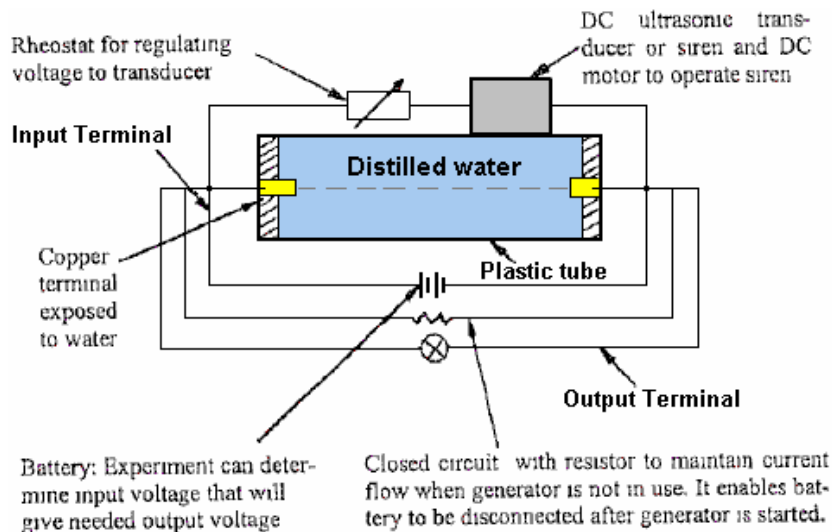 Rheostat for regulating
voltage to transducer
DC ultrasonic trans-
ducer or siren and DC
motor to operate siren
Input Terminal
Distilled water
Copper
terminal
exposed
to water
Plastic tube
Output Terminal
Battery: Experiment can deter-
mine input voltage that will
give needed output voltage
Closed circuit with resistor to maintain current
flow when generator is not in use. It enables bat-
tery to be disconnected after generator is started.